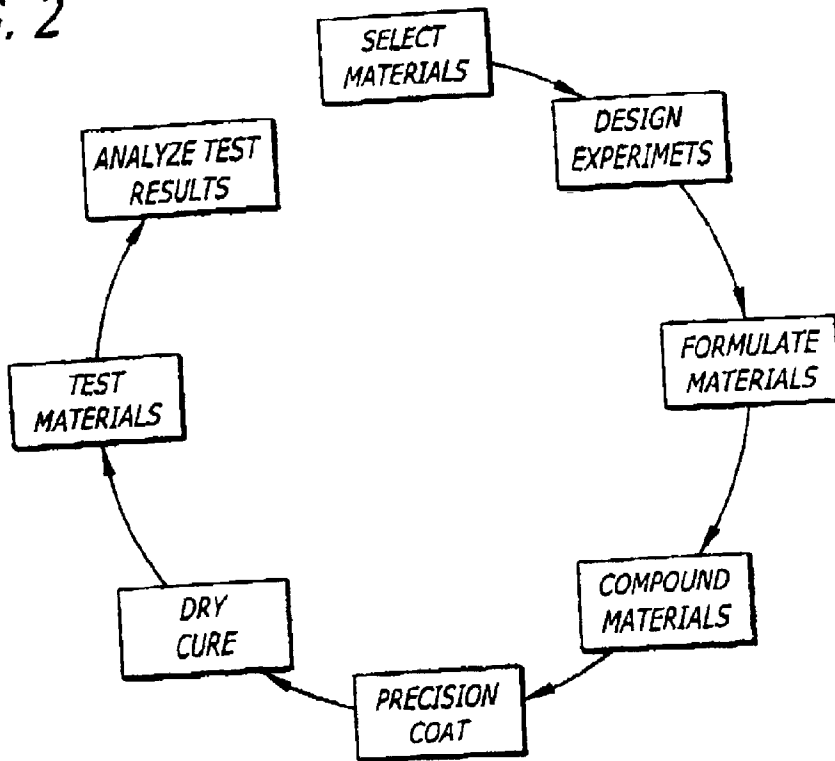 . 2
SELECT
MATERIALS
DESIGN
EXPERIMETS
FORMULATE
MATERIALS
COMPOUND
MATERIALS
PRECISION
COAT
DRY
CURE
TEST
MATERIALS
ANALYZE TEST
RESULTS